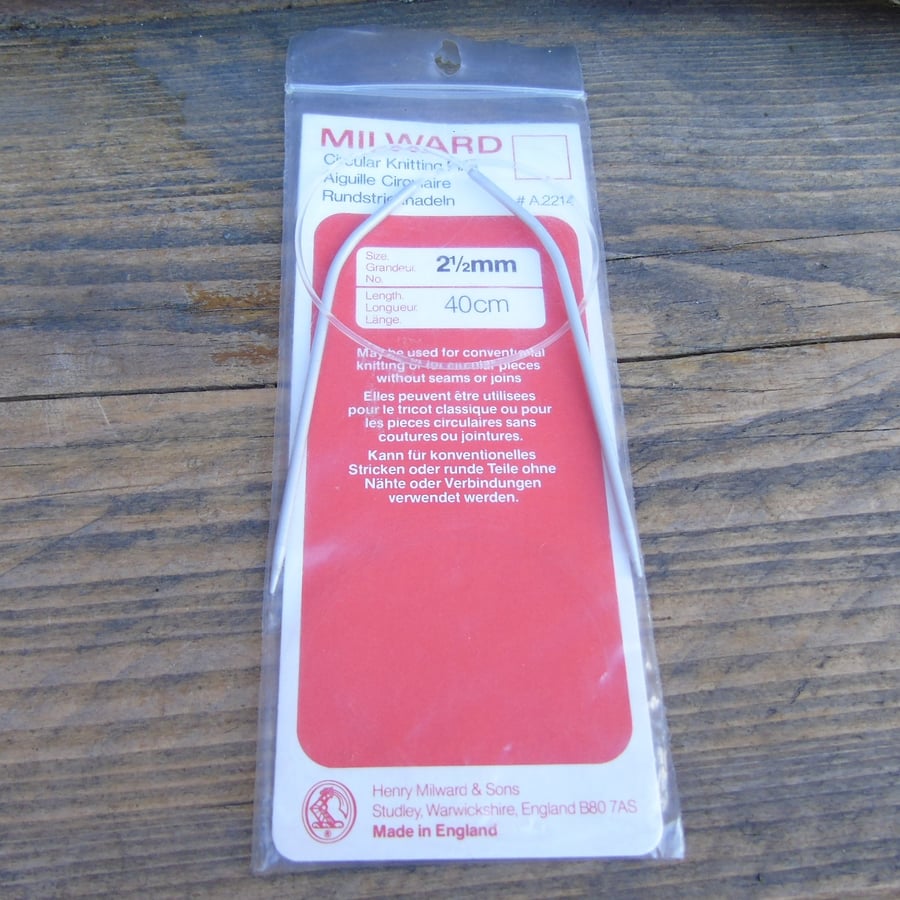 MILWARD
Circular Knitting Pins
Aiguille Circulaire
Rundstricknadeln
# A.2214
Size. 2½mm
Grandeur.
No.
Length. 40cm
Longueur.
Länge.
May be used for conventional
knitting or for circular pieces
without seams or joins
Elles peuvent être utilisées
pour le tricot classique ou pour
les pieces circulaires sans
coutures ou jointures.
Kann für konventionelles
Stricken oder runde Teile ohne
Nähte oder Verbindungen
verwendet werden.
Henry Milward & Sons
Studley, Warwickshire, England B80 7AS
Made in England
®